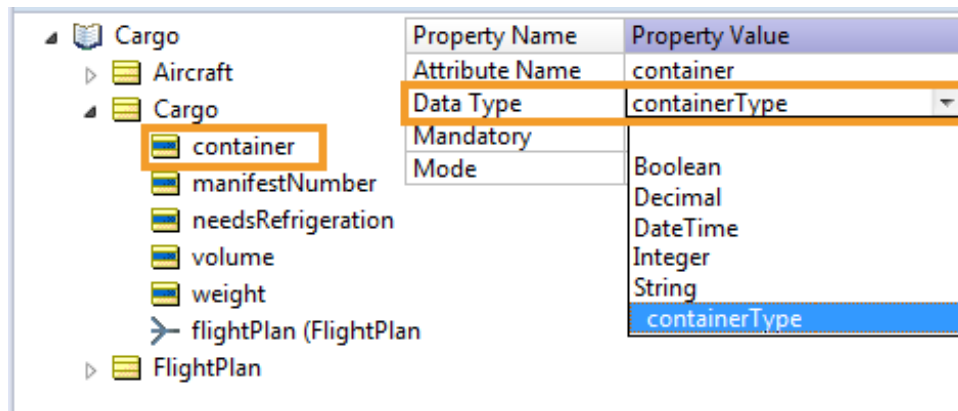 Cargo
Aircraft
Cargo
container
manifestNumber
needsRefrigeration
volume
weight
flightPlan (FlightPlan
FlightPlan
Property Name Property Value
Attribute Name container
Data Type containerType
Mandatory
Mode
Boolean
Decimal
DateTime
Integer
String
containerType